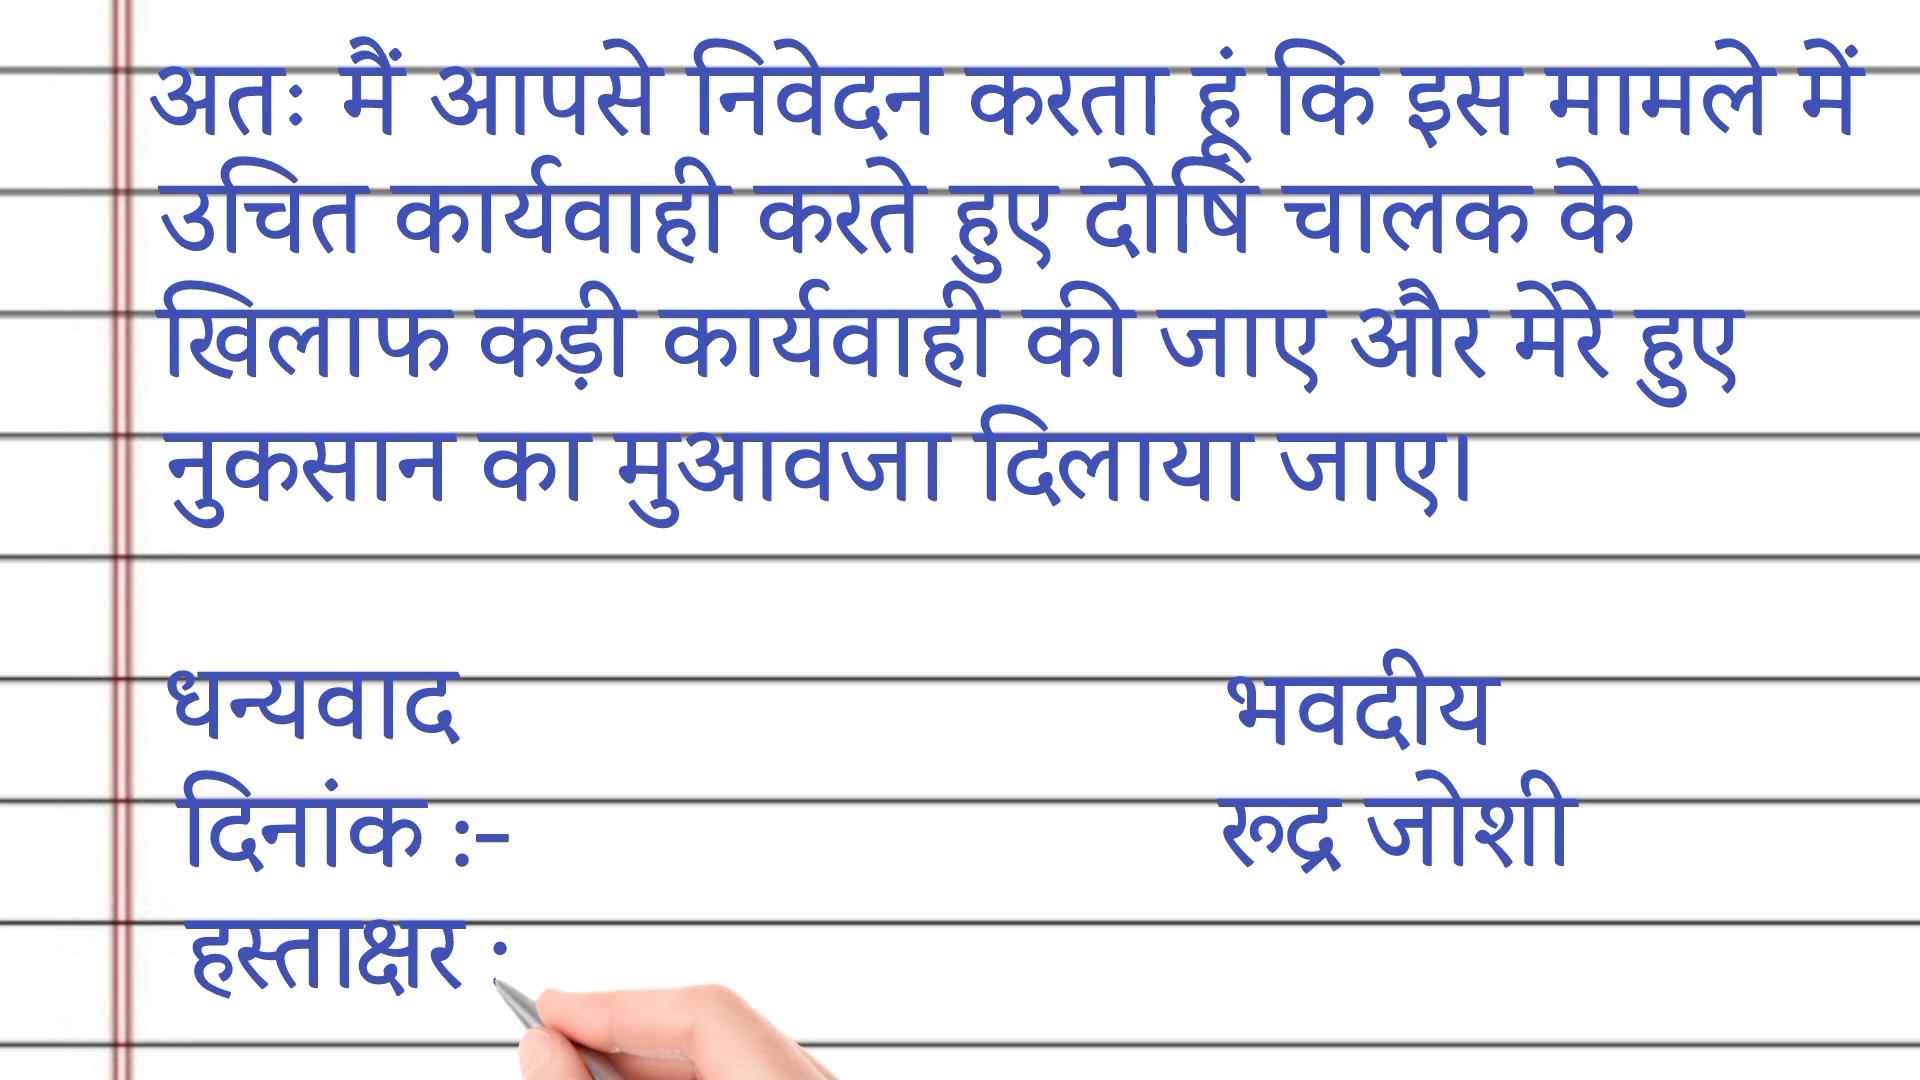 अतः मैं आपसे निवेदन करता हूं कि इस मामले में
उचित कार्यवाही करते हुए दोषि चालक के
खिलाफ कड़ी कार्यवाही की जाए और मेरे हुए
नुकसान का मुआवजा दिलाया जाए।
धन्यवाद भवदीय
दिनांक :- रूद्र जोशी
हस्ताक्षर :